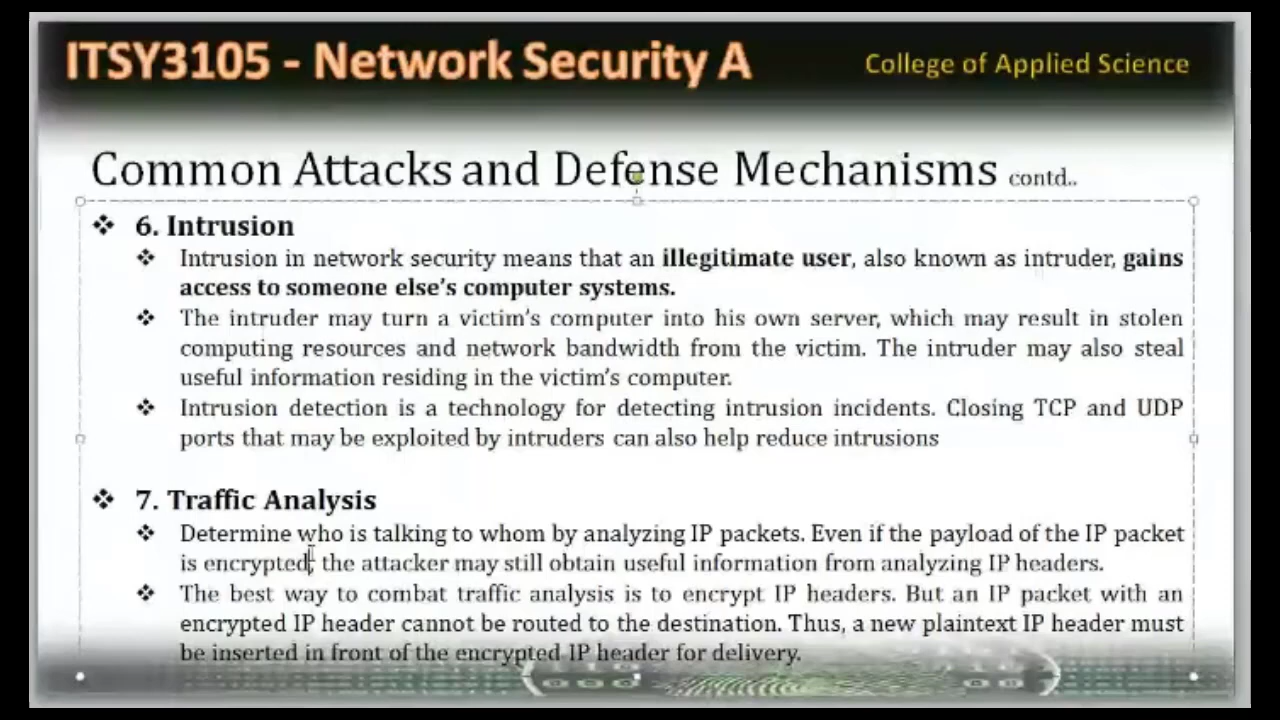 ITSY3105 - Network Security A
College of Applied Science
Common Attacks and Defense Mechanisms contd..
❖ 6. Intrusion
❖ Intrusion in network security means that an illegitimate user, also known as intruder, gains
access to someone else's computer systems.
❖ The intruder may turn a victim's computer into his own server, which may result in stolen
computing resources and network bandwidth from the victim. The intruder may also steal
useful information residing in the victim's computer.
❖ Intrusion detection is a technology for detecting intrusion incidents. Closing TCP and UDP
ports that may be exploited by intruders can also help reduce intrusions
❖ 7. Traffic Analysis
❖ Determine who is talking to whom by analyzing IP packets. Even if the payload of the IP packet
is encrypted, the attacker may still obtain useful information from analyzing IP headers.
❖ The best way to combat traffic analysis is to encrypt IP headers. But an IP packet with an
encrypted IP header cannot be routed to the destination. Thus, a new plaintext IP header must
be inserted in front of the encrypted IP header for delivery.